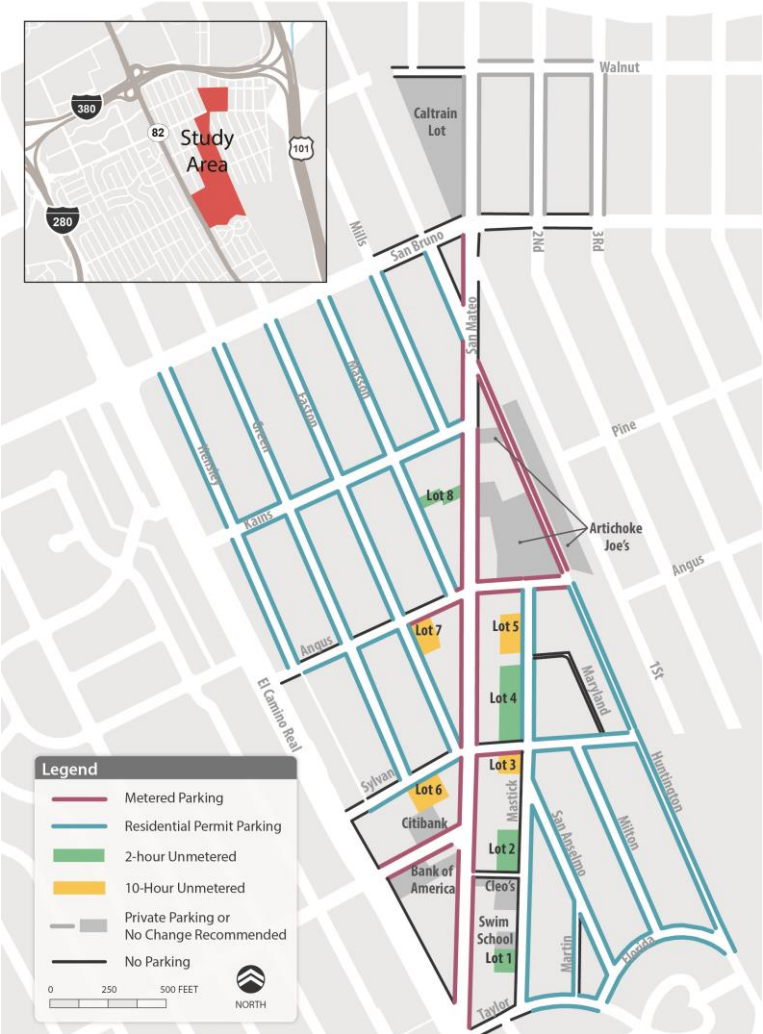 380
82
Study
Area
101
280
Walnut
Caltrain
Lot
Mills
San Bruno
2Nd
3Rd
San Mateo
Masson
Easton
Green
Hensley
Pine
Lot 8
Kains
Artichoke
Joe's
Angus
Lot 7
Lot 5
Angus
Lot 4
Maryland
1St
El Camino Real
Sylvan
Lot 3
Huntington
Lot 6
Mastick
Citibank
San Anselmo
Milton
Lot 2
Bank of
America
Cleo's
Swim
School
Lot 1
Martin
Florida
Taylor
Legend
Metered Parking
Residential Permit Parking
2-hour Unmetered
10-Hour Unmetered
Private Parking or
No Change Recommended
No Parking
0 250 500 FEET
NORTH